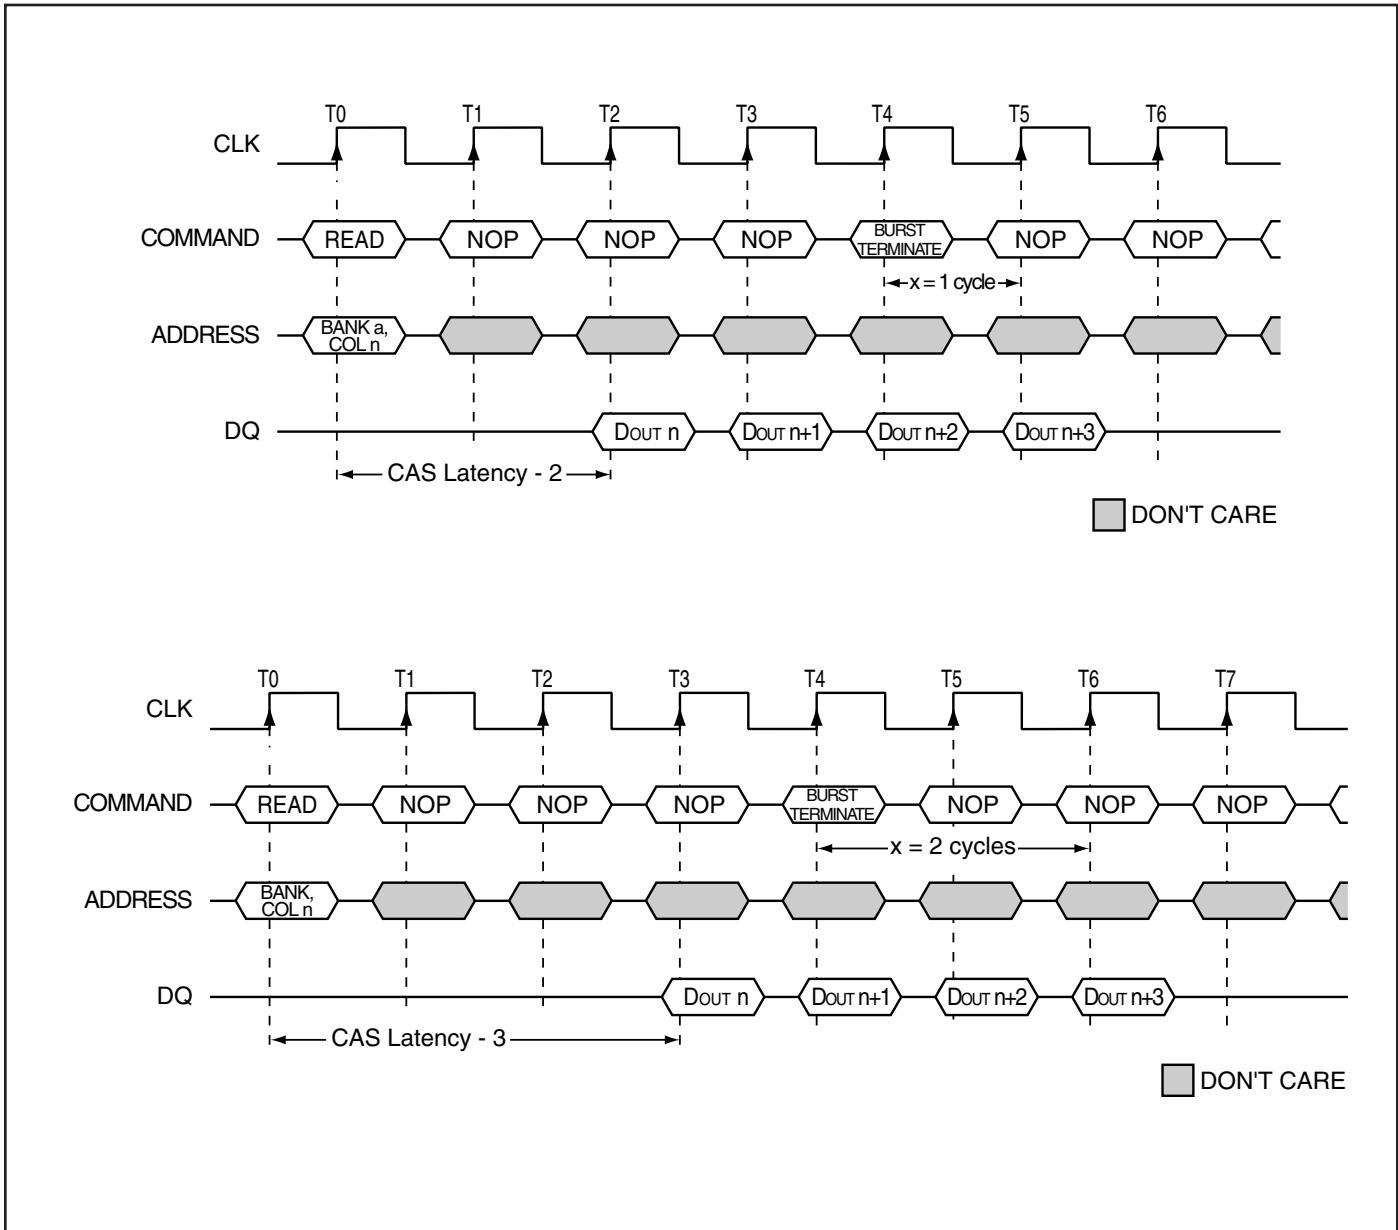 T0 T1 T2 T3 T4 T5 T6
CLK
COMMAND READ NOP NOP NOP BURST TERMINATE NOP NOP
x = 1 cycle
ADDRESS BANK a, COL n
DQ DOUT n DOUT n+1 DOUT n+2 DOUT n+3
CAS Latency - 2
DON'T CARE
T0 T1 T2 T3 T4 T5 T6 T7
CLK
COMMAND READ NOP NOP NOP BURST TERMINATE NOP NOP NOP
x = 2 cycles
ADDRESS BANK, COL n
DQ DOUT n DOUT n+1 DOUT n+2 DOUT n+3
CAS Latency - 3
DON'T CARE